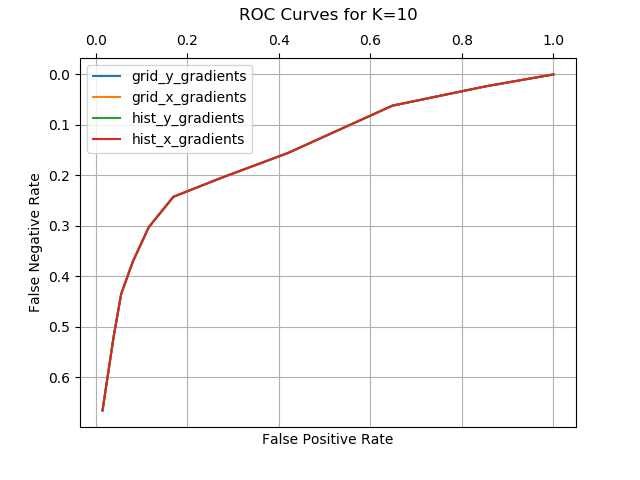 ROC Curves for K=10
0.0 0.2 0.4 0.6 0.8 1.0
grid_y_gradients
grid_x_gradients
hist_y_gradients
hist_x_gradients
False Negative Rate
0.0
0.1
0.2
0.3
0.4
0.5
0.6
False Positive Rate